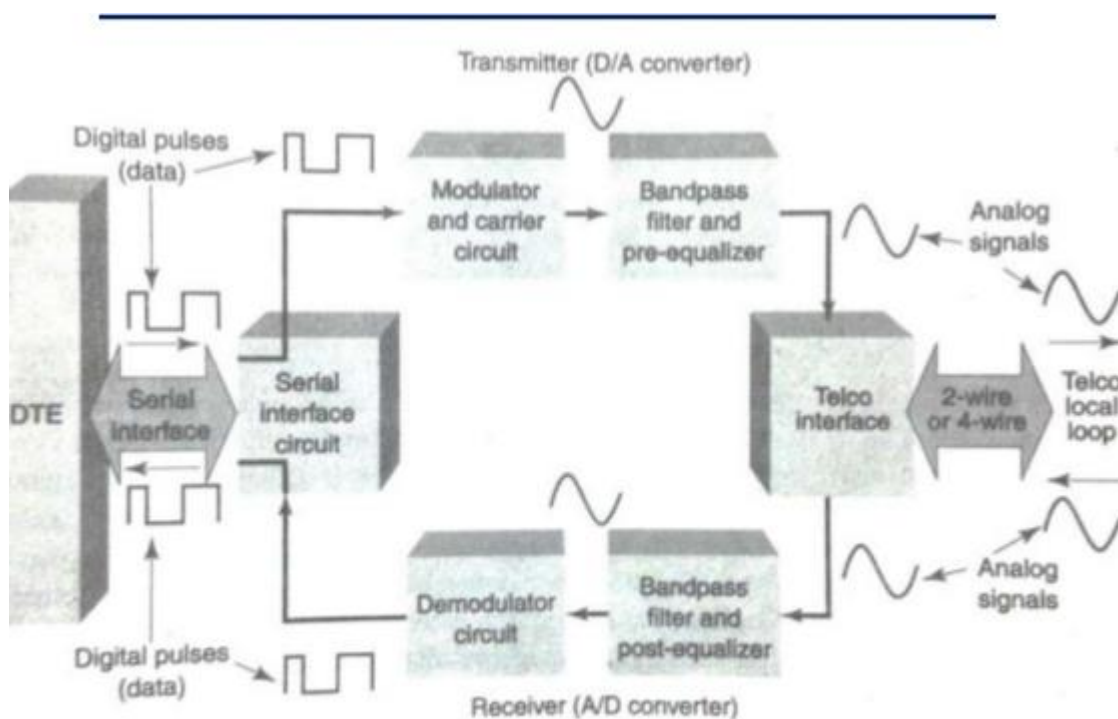 Transmitter (D/A converter)
Digital pulses
(data)
Modulator
and carrier
circuit
Bandpass
filter and
pre-equalizer
Analog
signals
DTE
Serial
interface
Serial
interface
circuit
Telco
interface
2-wire
or 4-wire
Telco
local
loop
Demodulator
circuit
Bandpass
filter and
post-equalizer
Analog
signals
Digital pulses
(data)
Receiver (A/D converter)